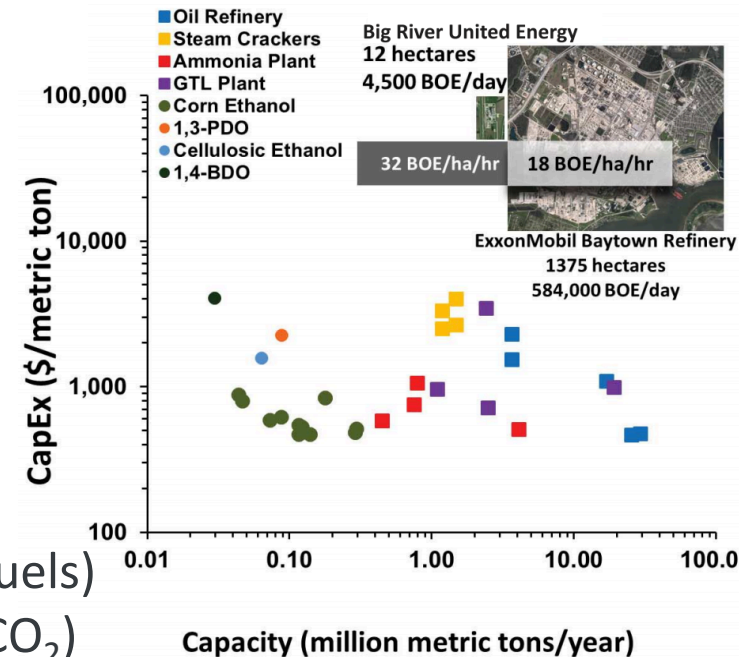 Oil Refinery
Steam Crackers
Ammonia Plant
GTL Plant
Corn Ethanol
1,3-PDO
Cellulosic Ethanol
1,4-BDO
Big River United Energy
12 hectares
4,500 BOE/day
32 BOE/ha/hr
18 BOE/ha/hr
ExxonMobil Baytown Refinery
1375 hectares
584,000 BOE/day
CapEx ($/metric ton)
100,000
10,000
1,000
100
0.01 0.10 1.00 10.00 100.0
Capacity (million metric tons/year)
uels)
CO₂)